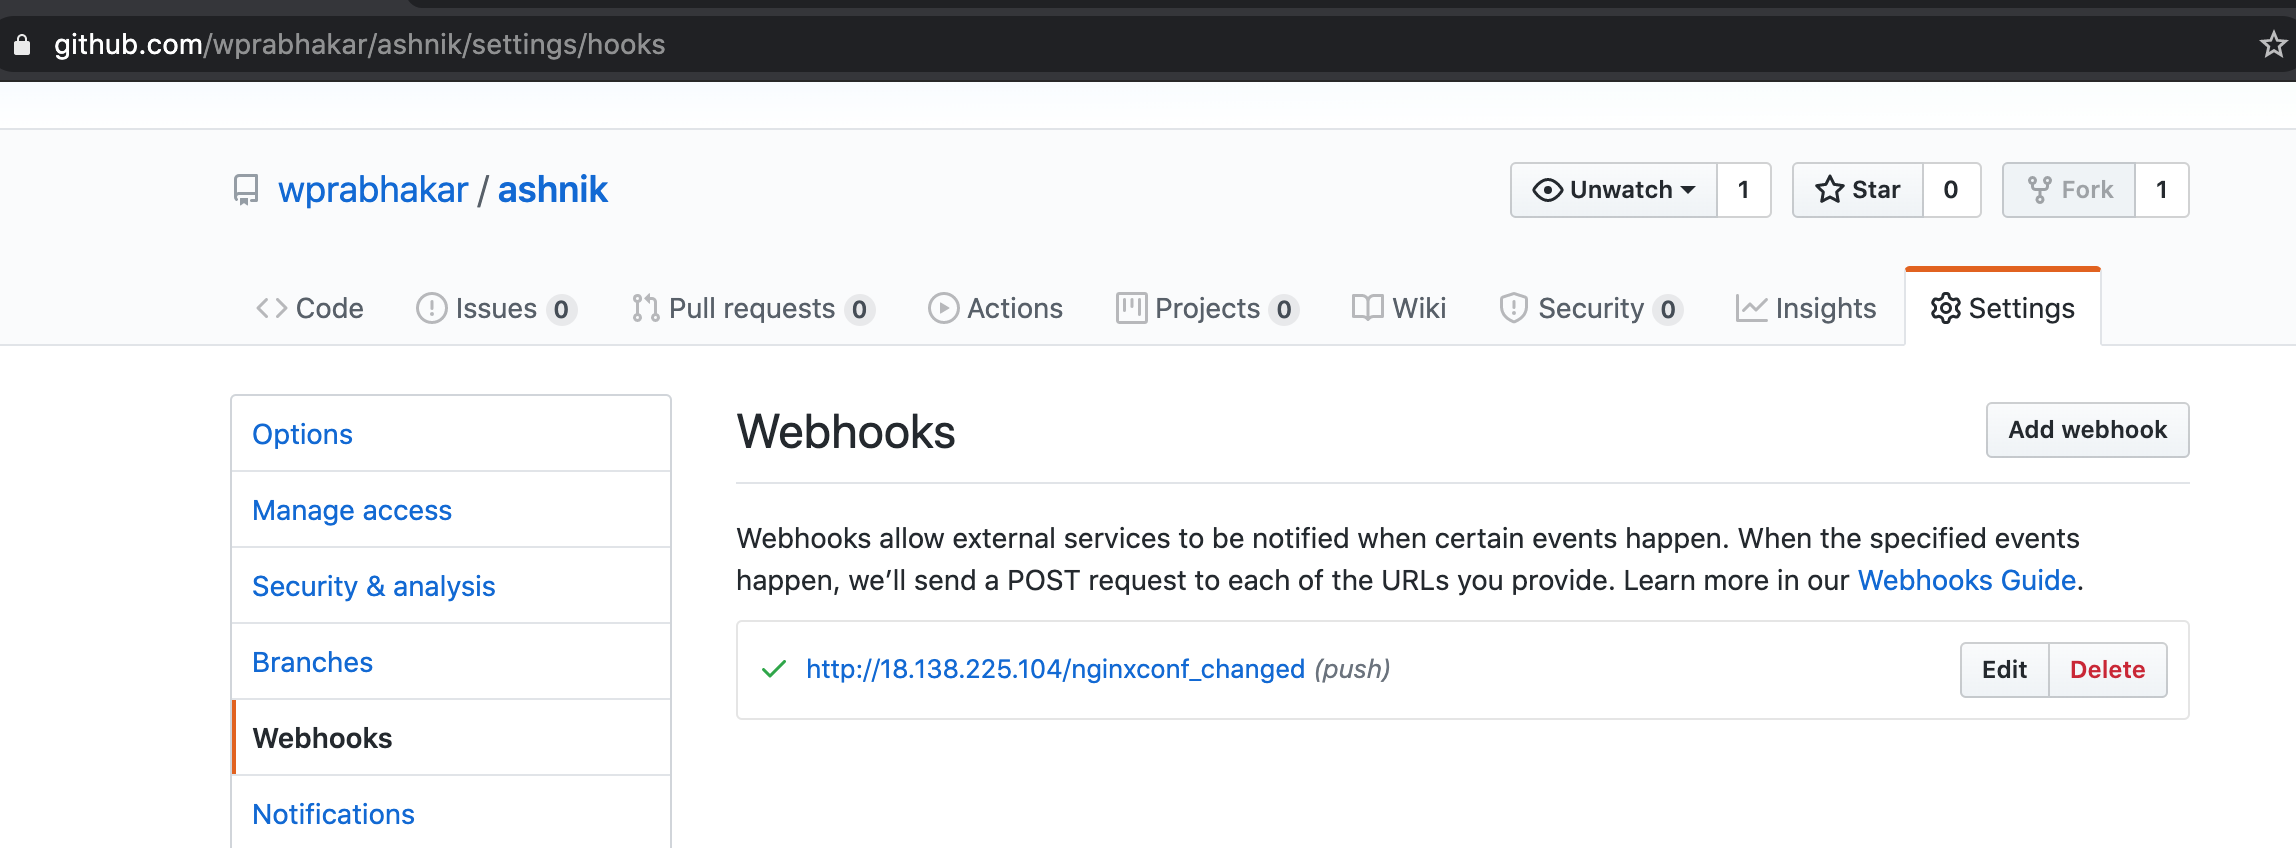 github.com/wprabhakar/ashnik/settings/hooks
wprabhakar / ashnik
Unwatch 1 Star 0 Fork 1
Code Issues 0 Pull requests 0 Actions Projects 0 Wiki Security 0 Insights Settings
Options
Manage access
Security & analysis
Branches
Webhooks
Notifications
Webhooks
Add webhook
Webhooks allow external services to be notified when certain events happen. When the specified events
happen, we’ll send a POST request to each of the URLs you provide. Learn more in our Webhooks Guide.
http://18.138.225.104/nginxconf_changed (push)
Edit Delete